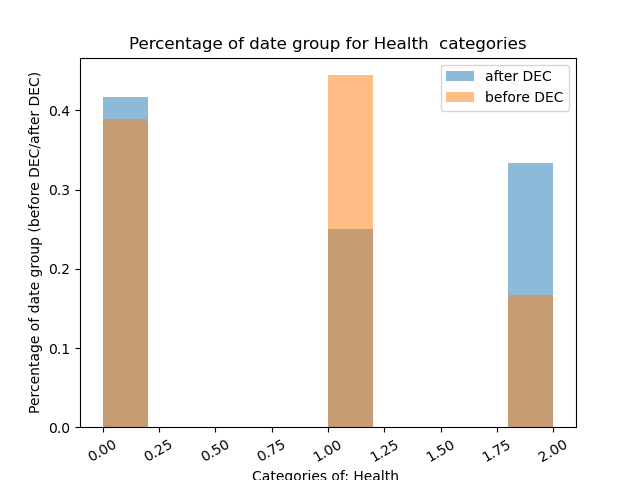 Percentage of date group for Health  categories
after DEC
before DEC
Percentage of date group (before DEC/after DEC)
0.4
0.3
0.2
0.1
0.0
0.00 0.25 0.50 0.75 1.00 1.25 1.50 1.75 2.00
Categories of: Health